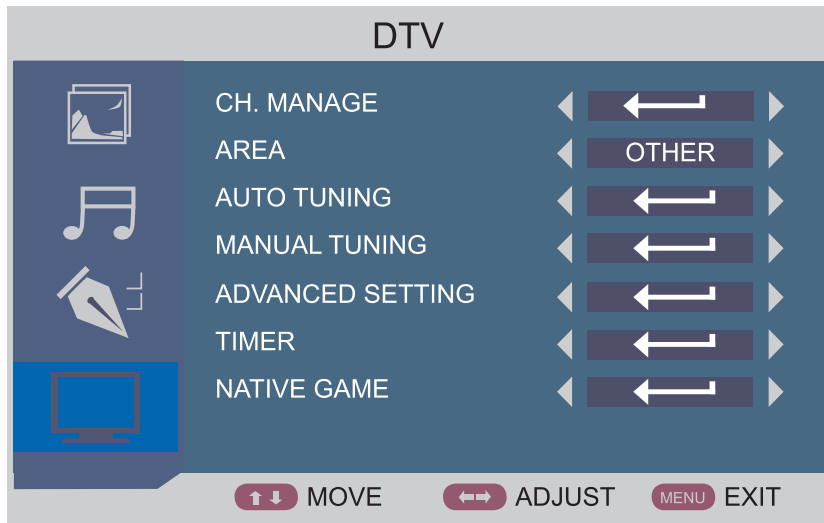 DTV
CH. MANAGE
AREA OTHER
AUTO TUNING
MANUAL TUNING
ADVANCED SETTING
TIMER
NATIVE GAME
MOVE ADJUST MENU EXIT